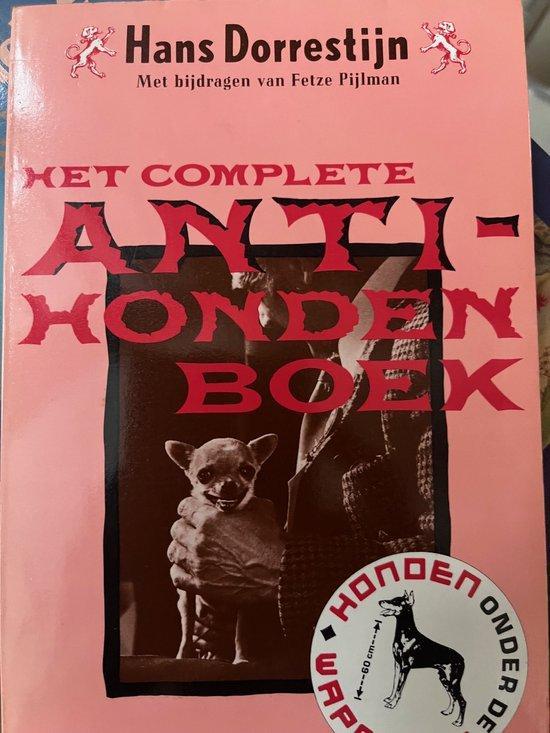 Hans Dorrestijn
Met bijdragen van Fetze Pijlman
HET COMPLETE
ANTI-
HONDEN
BOEK
HONDEN ONDER DE